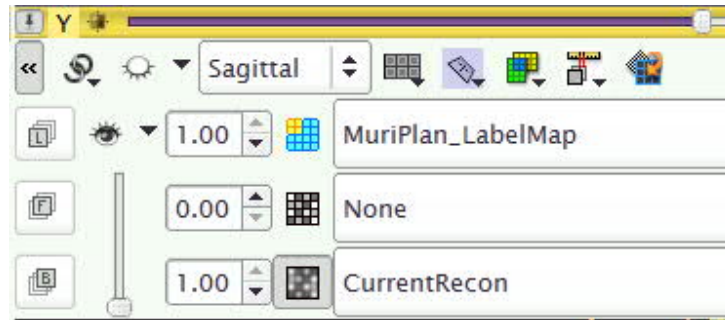 Y
« Sagittal
L 1.00 MuriPlan_LabelMap
F 0.00 None
B 1.00 CurrentRecon